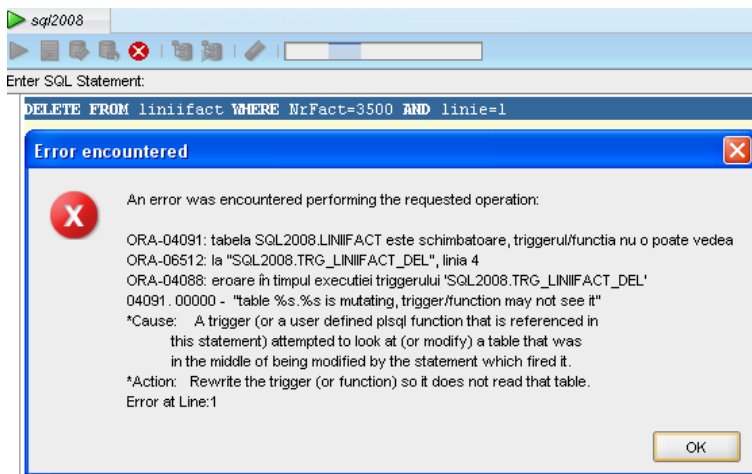 sql2008
Enter SQL Statement:
DELETE FROM liniifact WHERE NrFact=3500 AND linie=1
Error encountered
An error was encountered performing the requested operation:
ORA-04091: tabela SQL2008.LINIIFACT este schimbatoare, triggerul/functia nu o poate vedea
ORA-06512: la "SQL2008.TRG_LINIIFACT_DEL", linia 4
ORA-04088: eroare în timpul executiei triggerului 'SQL2008.TRG_LINIIFACT_DEL'
04091. 00000 - "table %s.%s is mutating, trigger/function may not see it"
*Cause: A trigger (or a user defined plsql function that is referenced in
this statement) attempted to look at (or modify) a table that was
in the middle of being modified by the statement which fired it.
*Action: Rewrite the trigger (or function) so it does not read that table.
Error at Line:1
OK